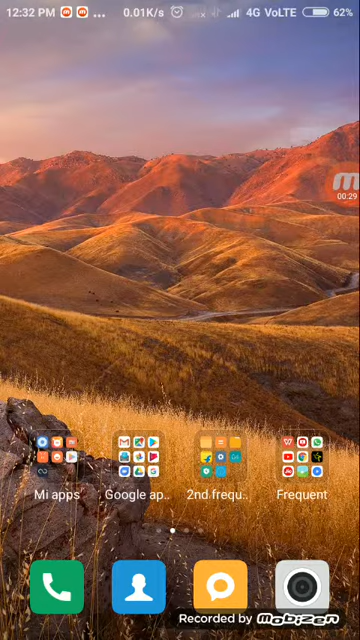 12:32 PM ... 0.01K/s 4G VoLTE 62%
00:29
Mi apps Google ap.. 2nd frequ.. Frequent
Recorded by Mobizen